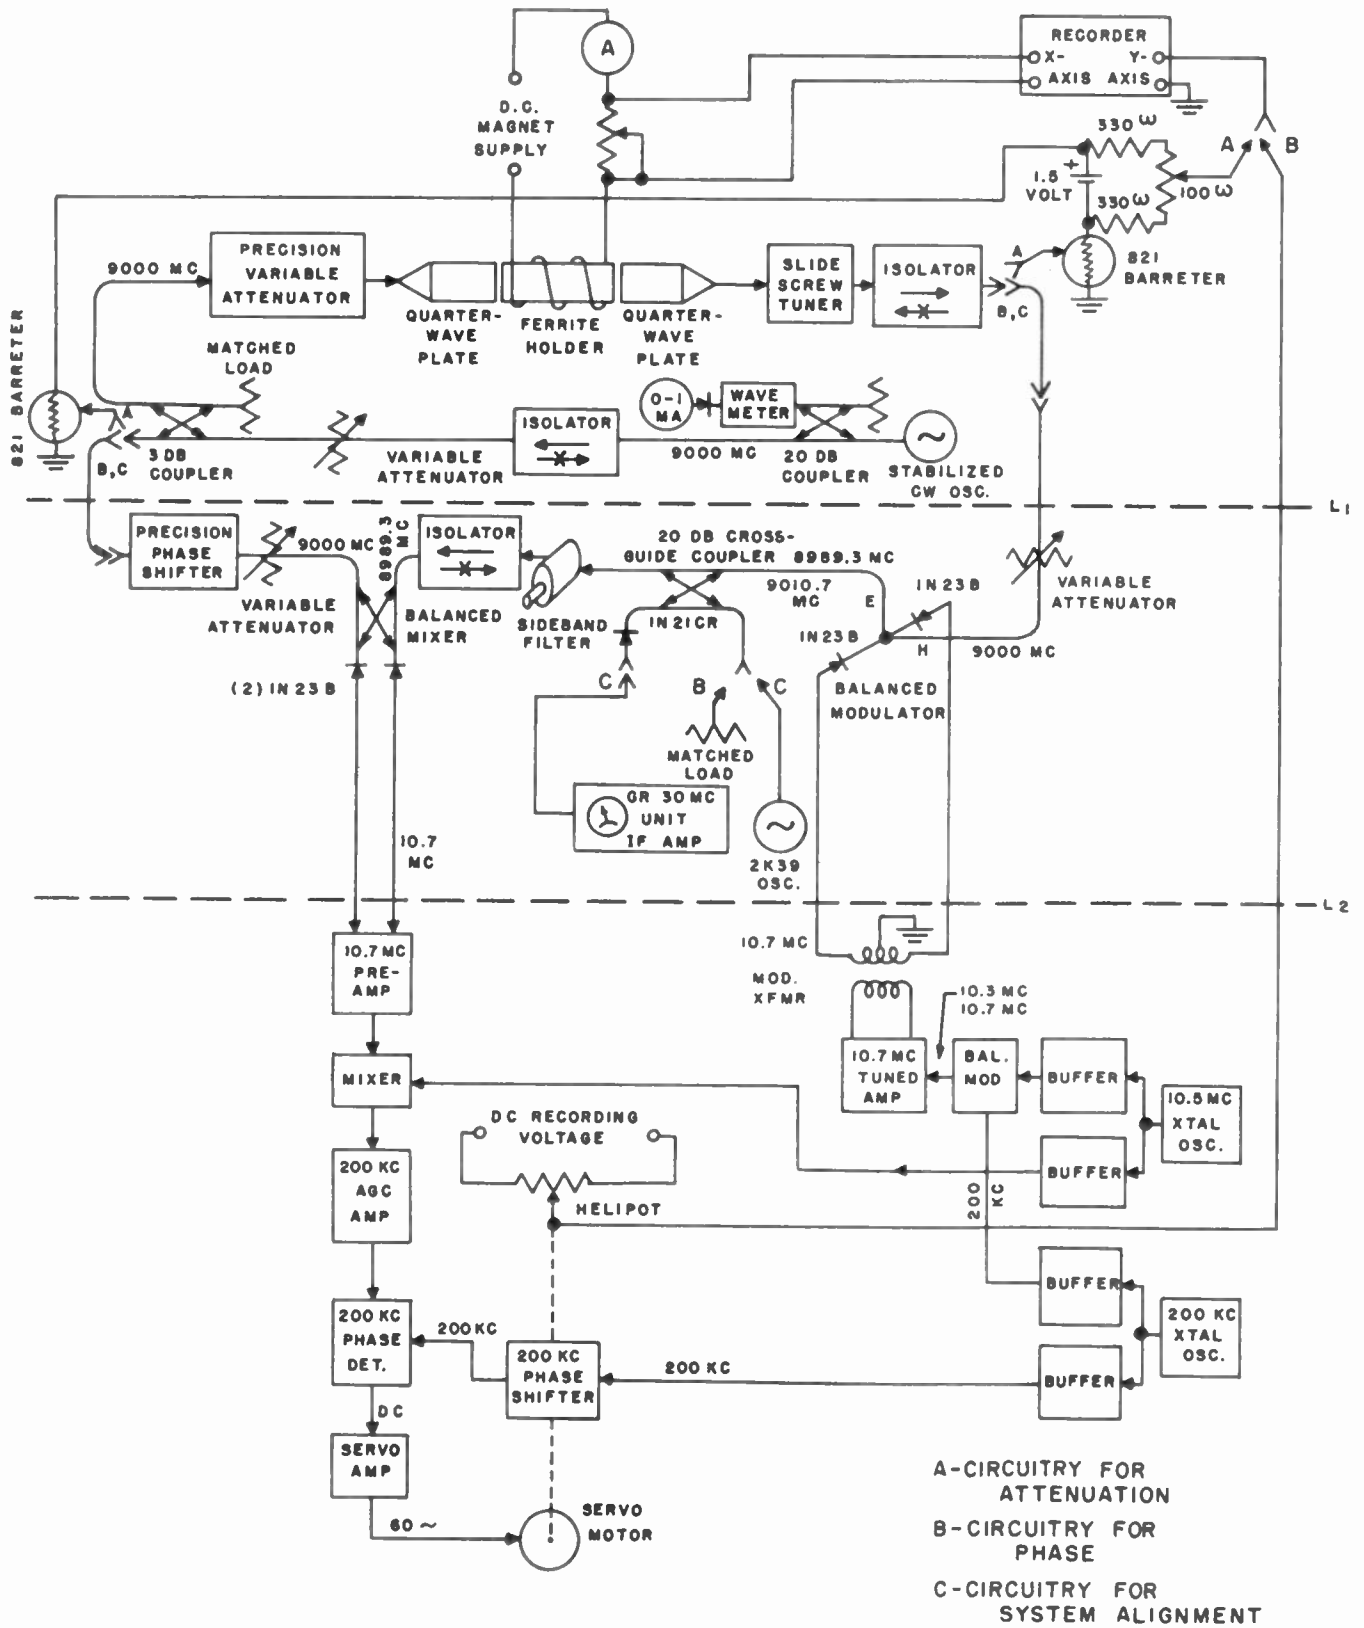 A
RECORDER
X- Y-
AXIS AXIS
D.C.
MAGNET
SUPPLY
330 ω
A B
1.5
VOLT
+
330 ω
100 ω
821
BARRETER
9000 MC
PRECISION
VARIABLE
ATTENUATOR
QUARTER-
WAVE
PLATE
FERRITE
HOLDER
QUARTER-
WAVE
PLATE
SLIDE
SCREW
TUNER
ISOLATOR
A
B,C
821 BARRETER
MATCHED
LOAD
A
B,C
3 DB
COUPLER
VARIABLE
ATTENUATOR
ISOLATOR
0-1
MA
WAVE
METER
9000 MC
20 DB
COUPLER
STABILIZED
CW OSC.
L1
PRECISION
PHASE
SHIFTER
9000 MC
8989.3
MC
ISOLATOR
VARIABLE
ATTENUATOR
BALANCED
MIXER
SIDEBAND
FILTER
20 DB CROSS-
GUIDE COUPLER 8989.3 MC
9010.7
MC
E
1N23B
1N21CR
1N23B
H
9000 MC
VARIABLE
ATTENUATOR
BALANCED
MODULATOR
(2) 1N23B
C
B
C
MATCHED
LOAD
GR 30 MC
UNIT
IF AMP
2K39
OSC.
10.7
MC
L2
10.7 MC
PRE-
AMP
10.7 MC
MOD.
XFMR
10.3 MC
10.7 MC
MIXER
10.7 MC
TUNED
AMP
BAL.
MOD
BUFFER
10.5 MC
XTAL
OSC.
BUFFER
DC RECORDING
VOLTAGE
200 KC
AGC
AMP
HELIPOT
200
KC
BUFFER
200 KC
XTAL
OSC.
BUFFER
200 KC
PHASE
DET.
200 KC
200 KC
PHASE
SHIFTER
200 KC
DC
SERVO
AMP
60 ~
SERVO
MOTOR
A-CIRCUITRY FOR
ATTENUATION
B-CIRCUITRY FOR
PHASE
C-CIRCUITRY FOR
SYSTEM ALIGNMENT